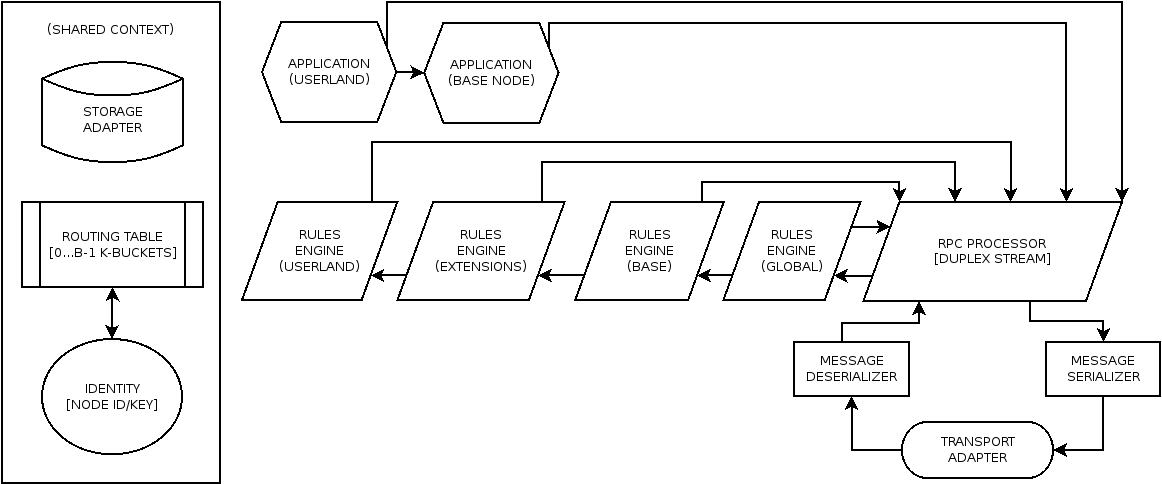 (SHARED CONTEXT)
STORAGE
ADAPTER
ROUTING TABLE
[0...B-1 K-BUCKETS]
IDENTITY
[NODE ID/KEY]
APPLICATION
(USERLAND)
APPLICATION
(BASE NODE)
RULES
ENGINE
(USERLAND)
RULES
ENGINE
(EXTENSIONS)
RULES
ENGINE
(BASE)
RULES
ENGINE
(GLOBAL)
RPC PROCESSOR
[DUPLEX STREAM]
MESSAGE
DESERIALIZER
MESSAGE
SERIALIZER
TRANSPORT
ADAPTER